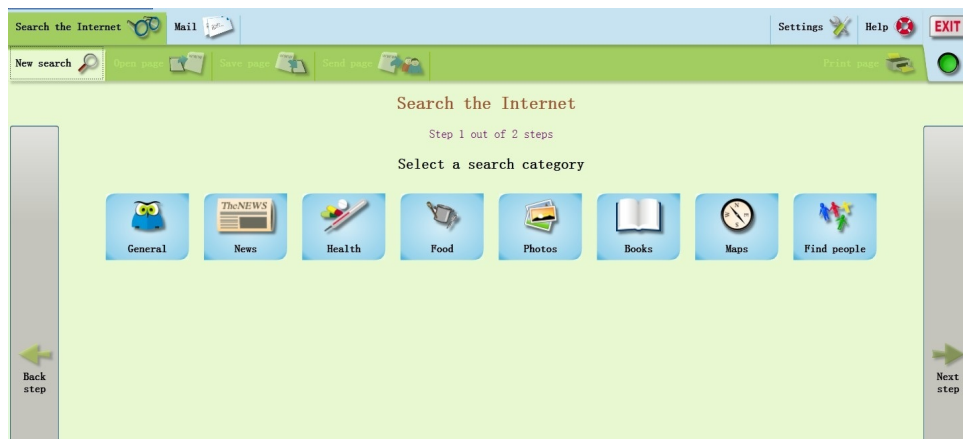 Search the Internet
Mail
Settings
Help
EXIT
New search
Open page
Save page
Send page
Print page
Search the Internet
Step 1 out of 2 steps
Select a search category
TheNEWS
General
News
Health
Food
Photos
Books
Maps
Find people
Back
step
Next
step